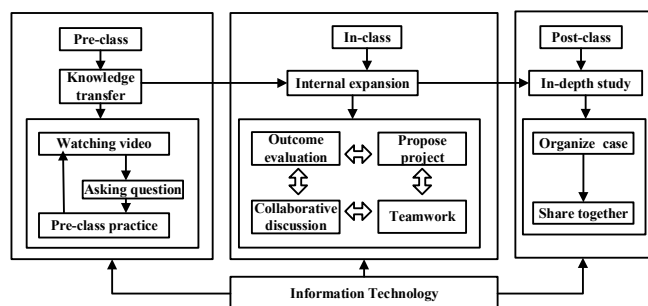 Pre-class
Knowledge
transfer
Watching video
Asking question
Pre-class practice
In-class
Internal expansion
Outcome
evaluation
Propose
project
Collaborative
discussion
Teamwork
Post-class
In-depth study
Organize case
Share together
Information Technology